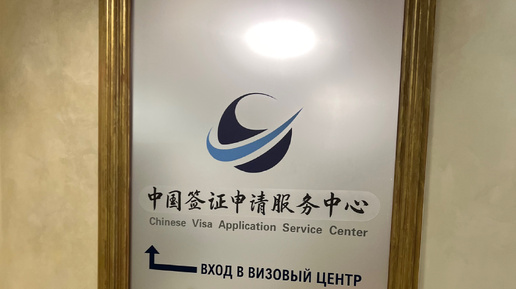 中国签证申请服务中心
Chinese Visa Application Service Center
ВХОД В ВИЗОВЫЙ ЦЕНТР